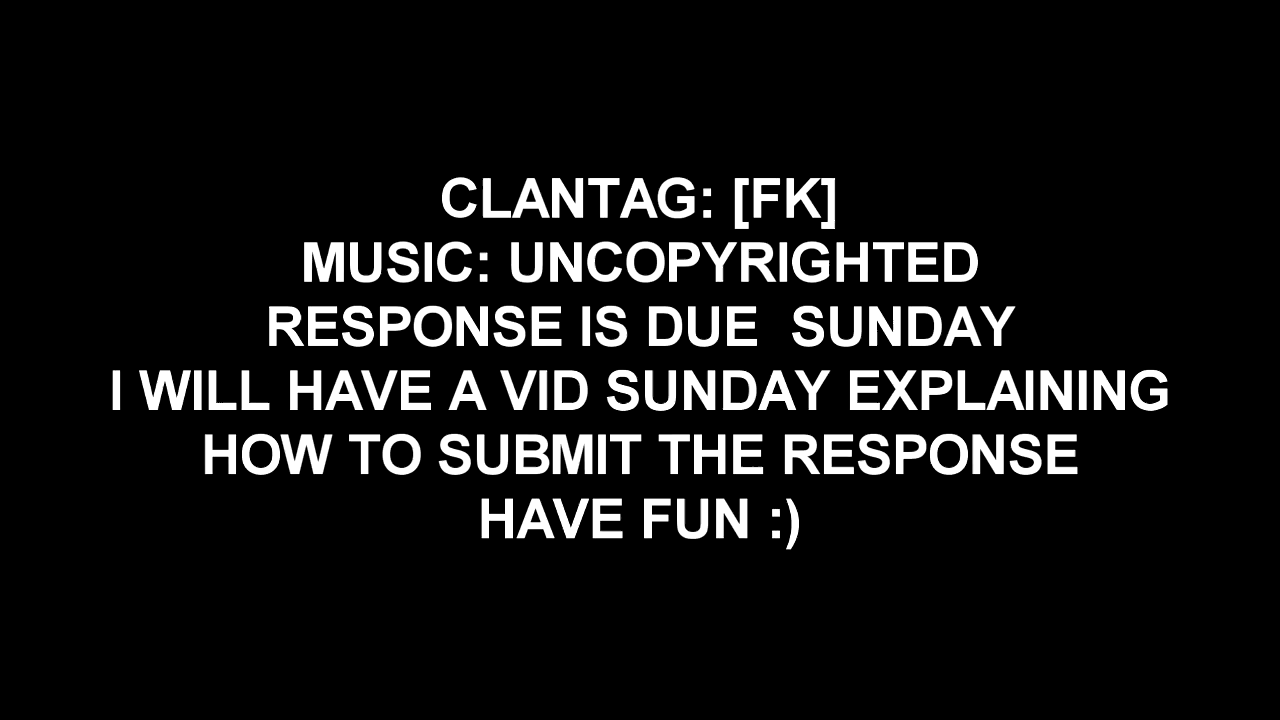 CLANTAG: [FK]
MUSIC: UNCOPYRIGHTED
RESPONSE IS DUE  SUNDAY
I WILL HAVE A VID SUNDAY EXPLAINING
HOW TO SUBMIT THE RESPONSE
HAVE FUN :)